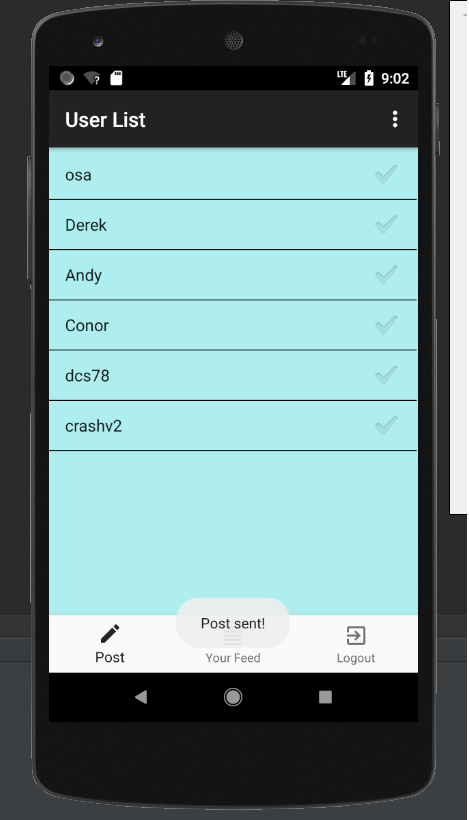 LTE 9:02
User List
osa
Derek
Andy
Conor
dcs78
crashv2
Post sent!
Post Your Feed Logout